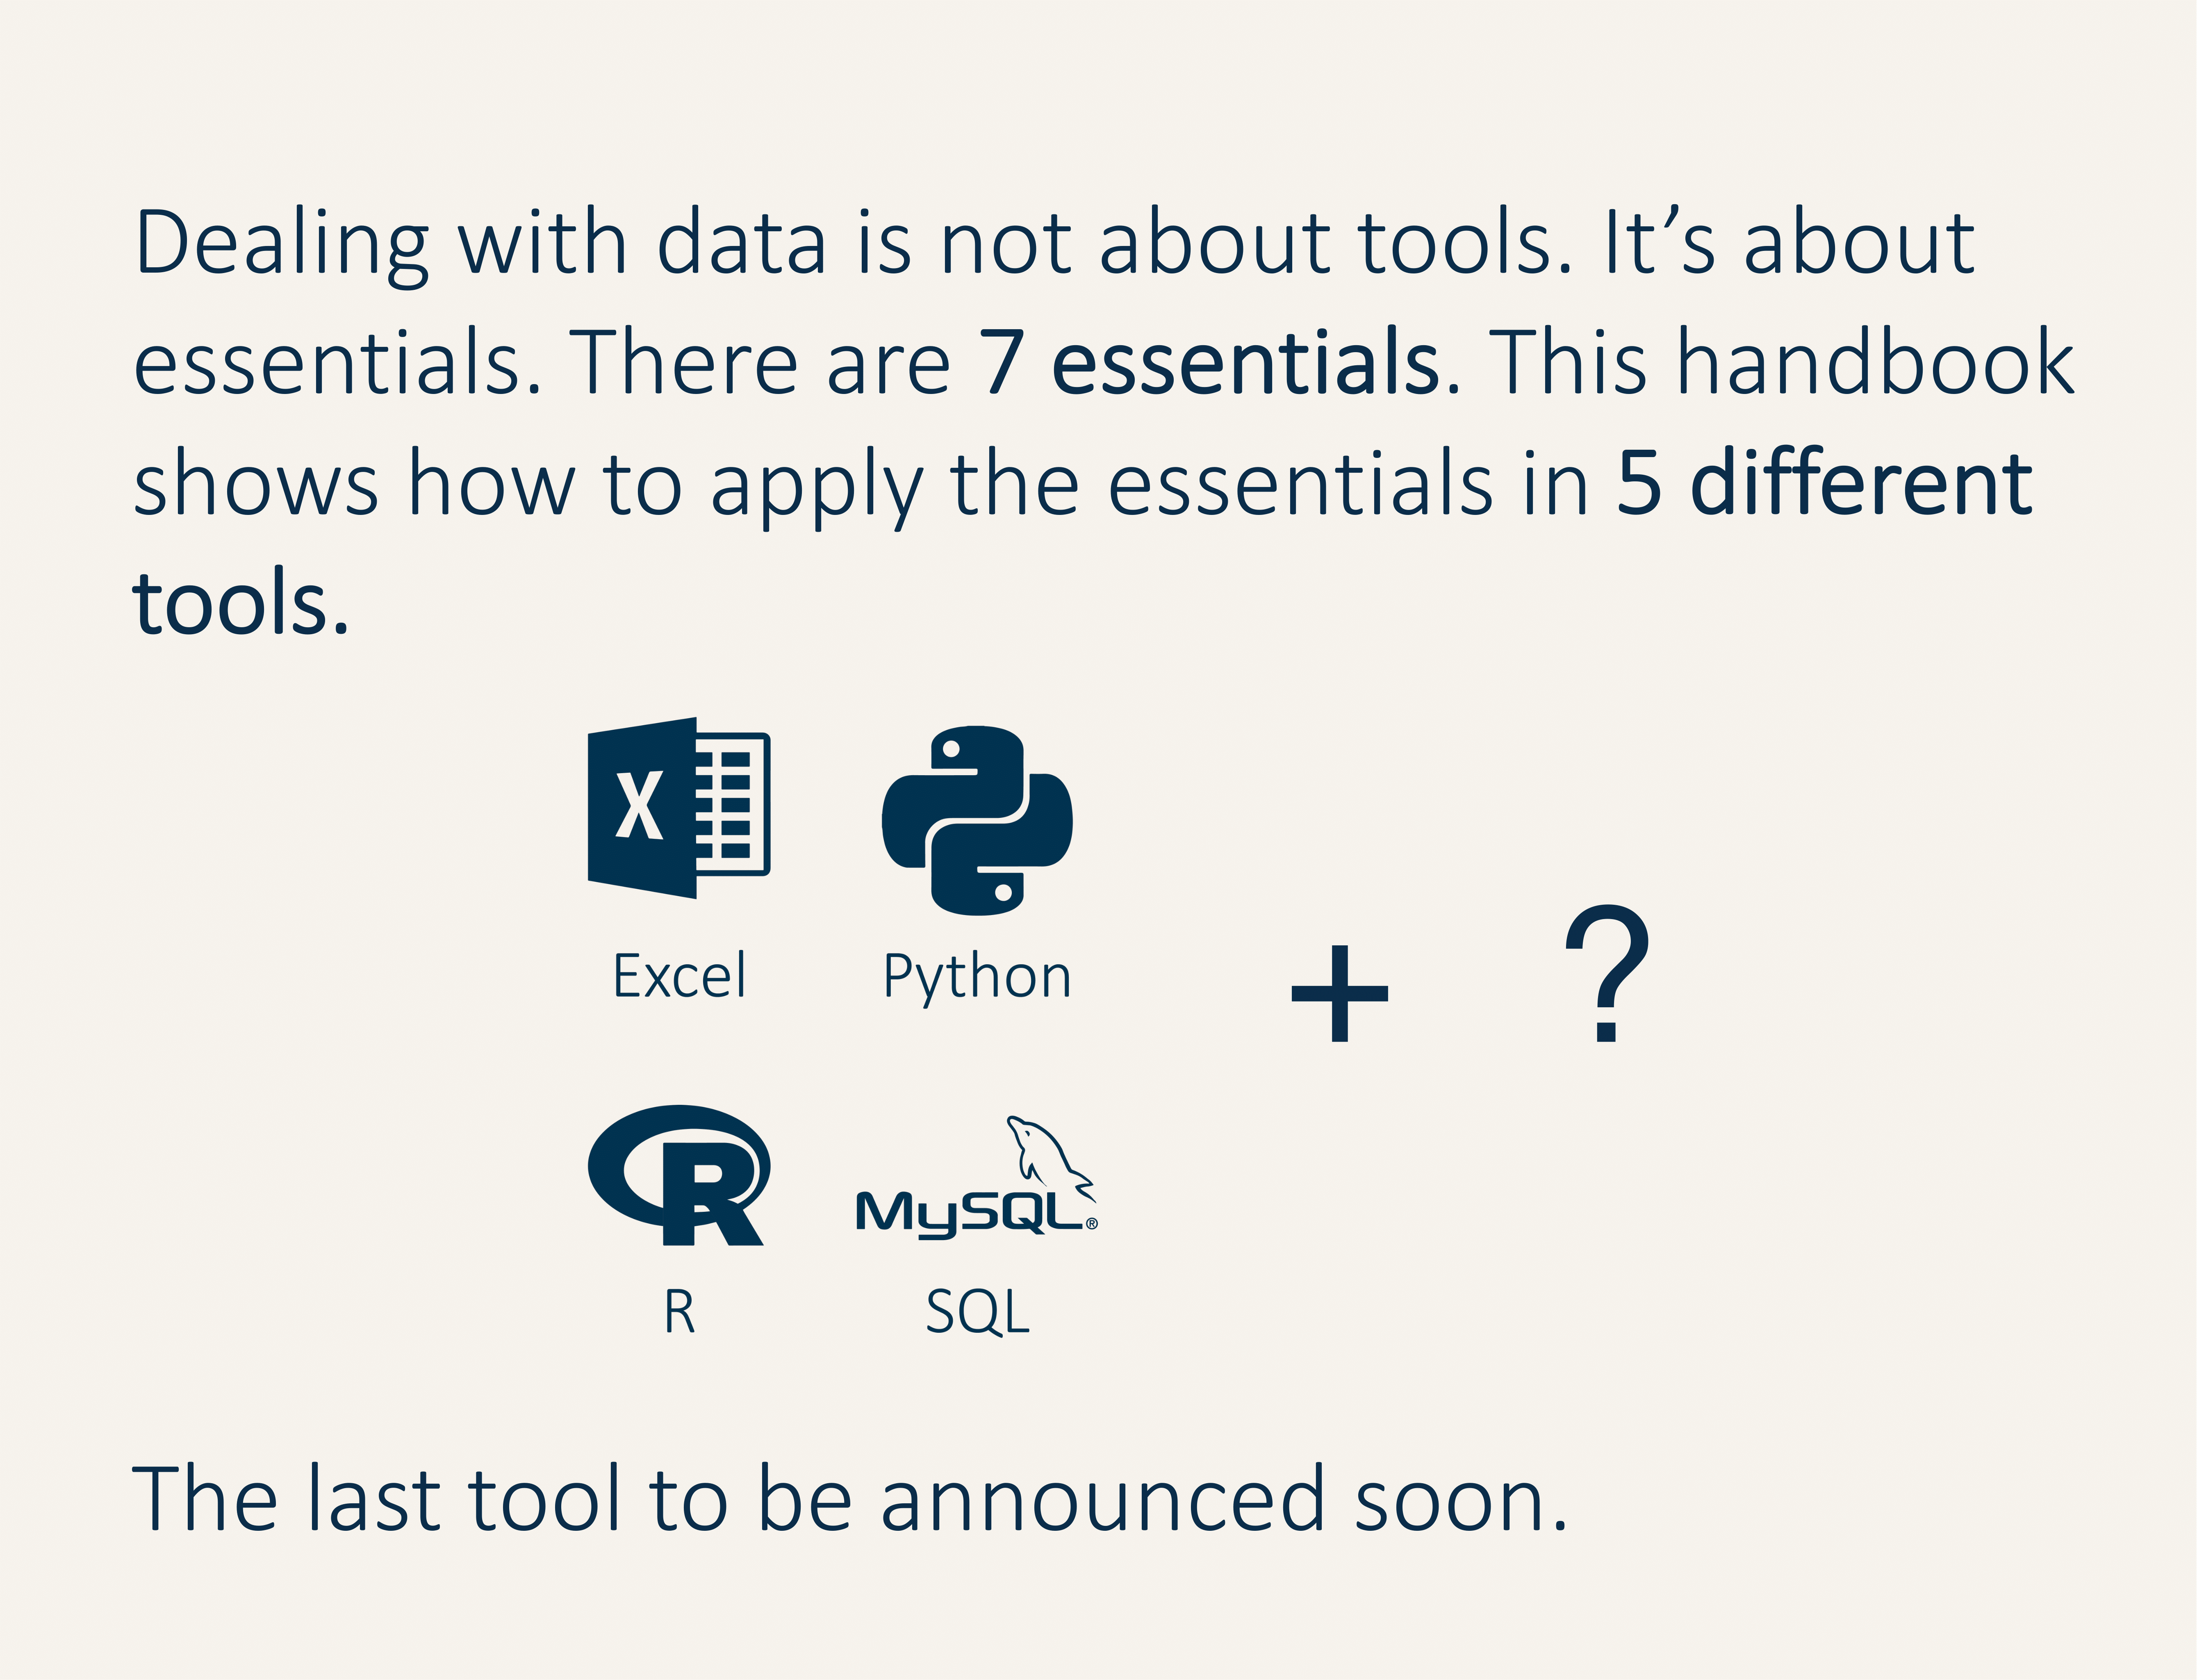 Dealing with data is not about tools. It’s about
essentials. There are 7 essentials. This handbook
shows how to apply the essentials in 5 different
tools.
X
Excel
Python
+ ?
R
MySQL®
R
SQL
The last tool to be announced soon.